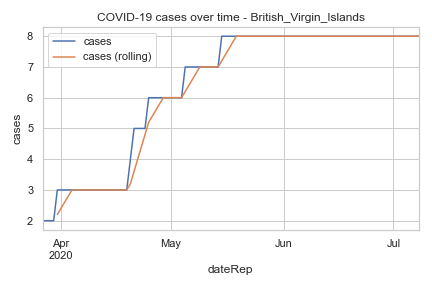 COVID-19 cases over time - British_Virgin_Islands
cases
cases (rolling)
8
7
6
5
4
3
2
cases
Apr May Jun Jul
2020
dateRep